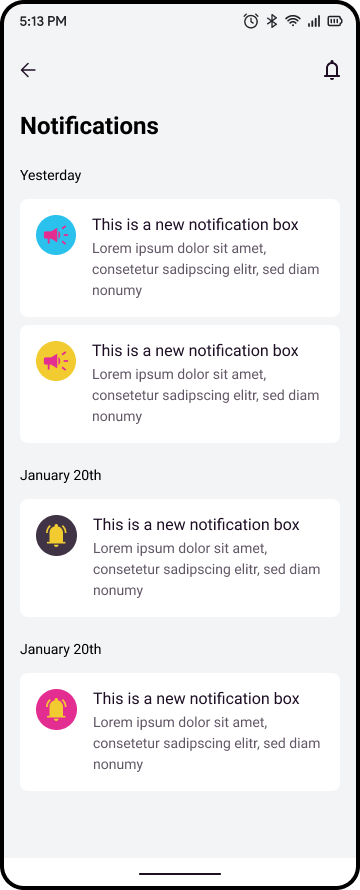 5:13 PM
Notifications
Yesterday
This is a new notification box
Lorem ipsum dolor sit amet,
consetetur sadipscing elitr, sed diam
nonumy
This is a new notification box
Lorem ipsum dolor sit amet,
consetetur sadipscing elitr, sed diam
nonumy
January 20th
This is a new notification box
Lorem ipsum dolor sit amet,
consetetur sadipscing elitr, sed diam
nonumy
January 20th
This is a new notification box
Lorem ipsum dolor sit amet,
consetetur sadipscing elitr, sed diam
nonumy